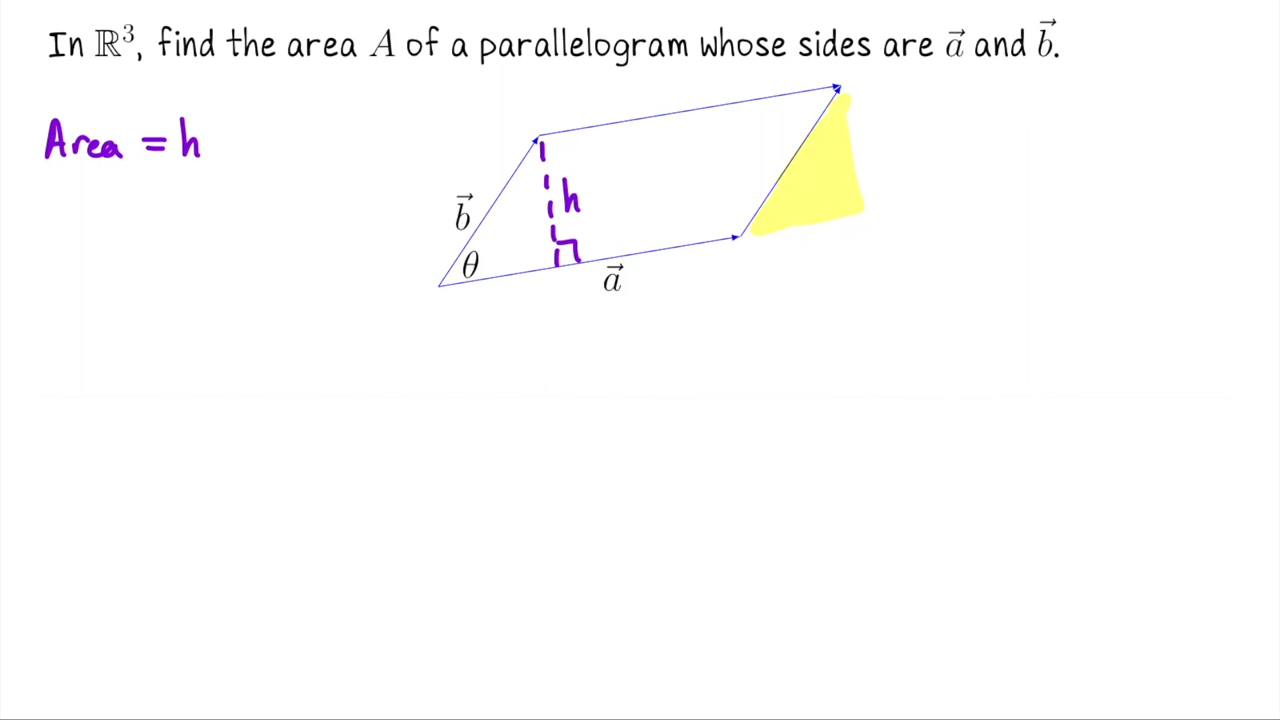 In ℝ³, find the area A of a parallelogram whose sides are a⃗ and b⃗.
Area = h
b⃗
h
θ
a⃗